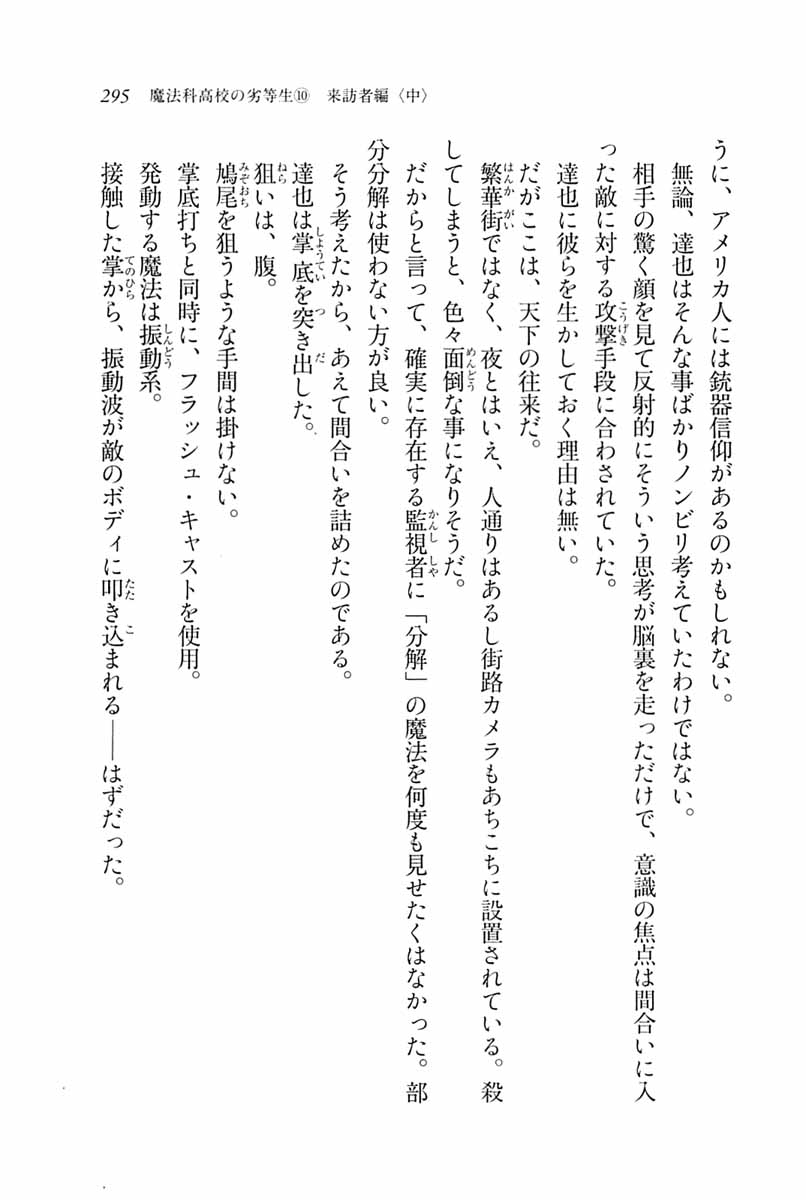 295　魔法科高校の劣等生⑩　来訪者編〈中〉
うに、アメリカ人には銃器信仰があるのかもしれない。
無論、達也はそんな事ばかりノンビリ考えていたわけではない。
相手の驚く顔を見て反射的にそういう思考が脳裏を走っただけで、意識の焦点は間合いに入
った敵に対する攻撃手段に合わされていた。
達也に彼らを生かしておく理由は無い。
だがここは、天下の往来だ。
繁華街ではなく、夜とはいえ、人通りはあるし街路カメラもあちこちに設置されている。殺
してしまうと、色々面倒な事になりそうだ。
だからと言って、確実に存在する監視者に「分解」の魔法を何度も見せたくはなかった。部
分分解は使わない方が良い。
そう考えたから、あえて間合いを詰めたのである。
達也は掌底を突き出した。
狙いは、腹。
鳩尾を狙うような手間は掛けない。
掌底打ちと同時に、フラッシュ・キャストを使用。
発動する魔法は振動系。
接触した掌から、振動波が敵のボディに叩き込まれる――はずだった。